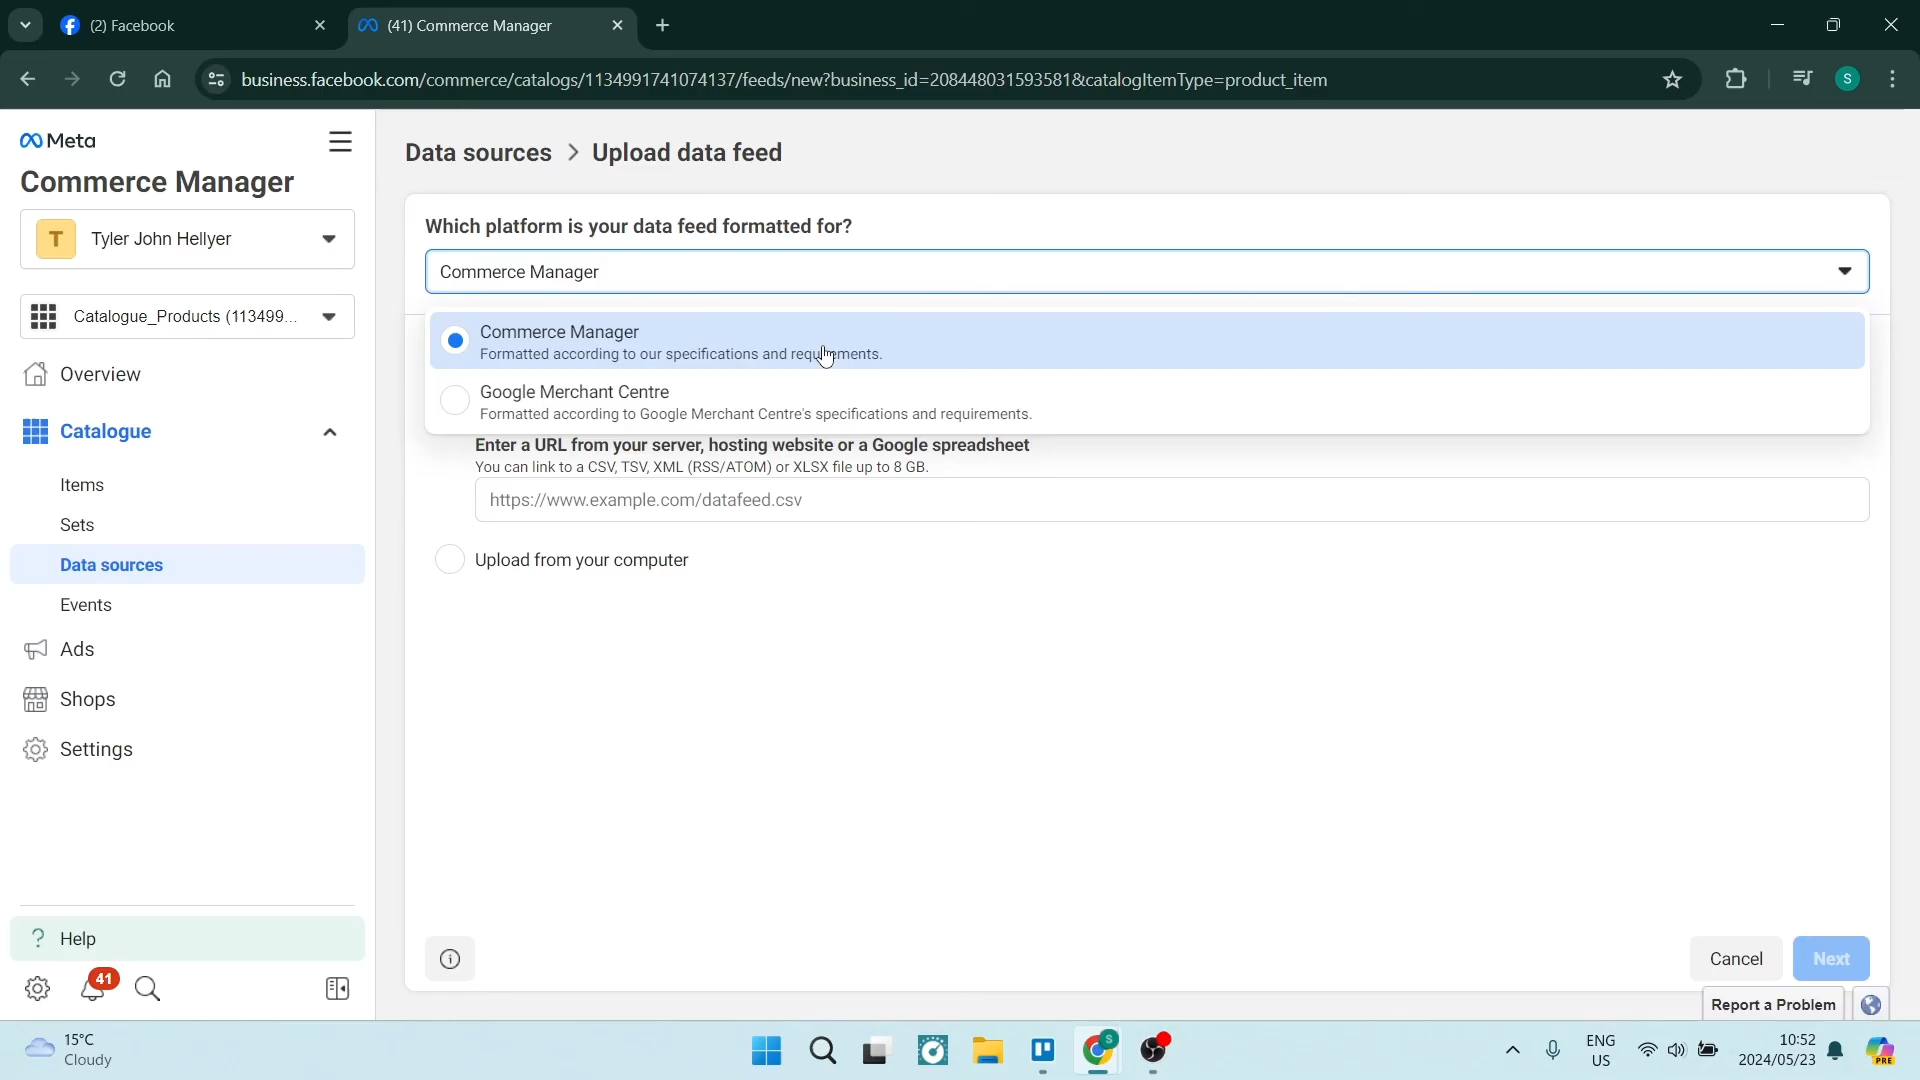 (2) Facebook
(41) Commerce Manager
business.facebook.com/commerce/catalogs/1134991741074137/feeds/new?business_id=208448031593581&catalogItemType=product_item
S
Meta
Commerce Manager
T
Tyler John Hellyer
Catalogue_Products (113499...
Overview
Catalogue
Items
Sets
Data sources
Events
Ads
Shops
Settings
Help
41
Data sources > Upload data feed
Which platform is your data feed formatted for?
Commerce Manager
Commerce Manager
Formatted according to our specifications and requirements.
Google Merchant Centre
Formatted according to Google Merchant Centre's specifications and requirements.
Enter a URL from your server, hosting website or a Google spreadsheet
You can link to a CSV, TSV, XML (RSS/ATOM) or XLSX file up to 8 GB.
https://www.example.com/datafeed.csv
Upload from your computer
Cancel
Next
Report a Problem
15°C
Cloudy
S
ENG
US
10:52
2024/05/23
PRE